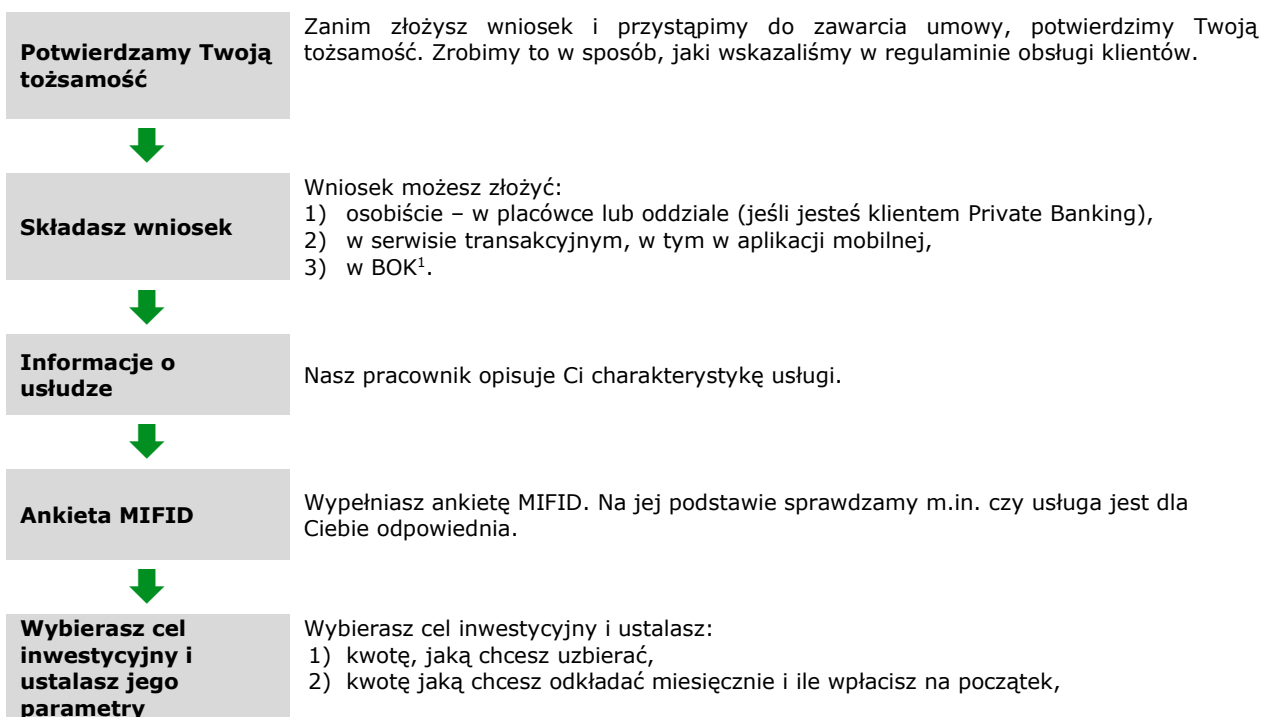 Potwierdzamy Twoją
tożsamość
Zanim złożysz wniosek i przystąpimy do zawarcia umowy, potwierdzimy Twoją
tożsamość. Zrobimy to w sposób, jaki wskazaliśmy w regulaminie obsługi klientów.
Składasz wniosek
Wniosek możesz złożyć:
1) osobiście – w placówce lub oddziale (jeśli jesteś klientem Private Banking),
2) w serwisie transakcyjnym, w tym w aplikacji mobilnej,
3) w BOK¹.
Informacje o
usłudze
Nasz pracownik opisuje Ci charakterystykę usługi.
Ankieta MIFID
Wypełniasz ankietę MIFID. Na jej podstawie sprawdzamy m.in. czy usługa jest dla
Ciebie odpowiednia.
Wybierasz cel
inwestycyjny i
ustalasz jego
parametry
Wybierasz cel inwestycyjny i ustalasz:
1) kwotę, jaką chcesz uzbierać,
2) kwotę jaką chcesz odkładać miesięcznie i ile wpłacisz na początek,